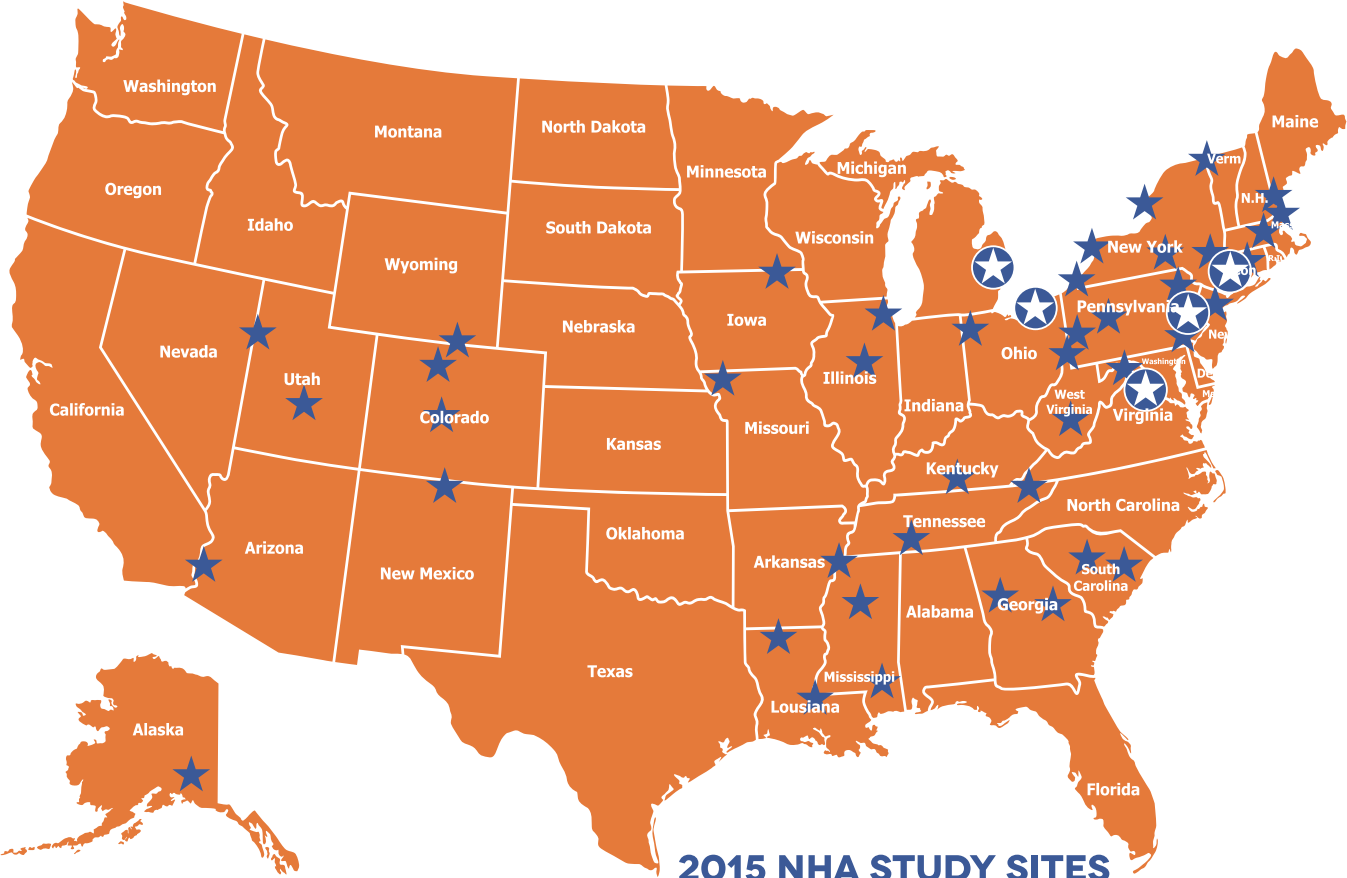 Washington
Montana
North Dakota
Minnesota
Michigan
Maine
Verm
Oregon
Idaho
South Dakota
Wisconsin
N.H.
Mass
Wyoming
New York
Nebraska
Iowa
Pennsylvania
Nevada
Utah
Illinois
Ohio
New
Washington
California
Colorado
Kansas
Missouri
Indiana
West
Virginia
Virginia
Kentucky
North Carolina
Arizona
New Mexico
Oklahoma
Arkansas
Tennessee
South
Carolina
Alabama
Georgia
Texas
Mississippi
Lousiana
Alaska
Florida
2015 NHA STUDY SITES